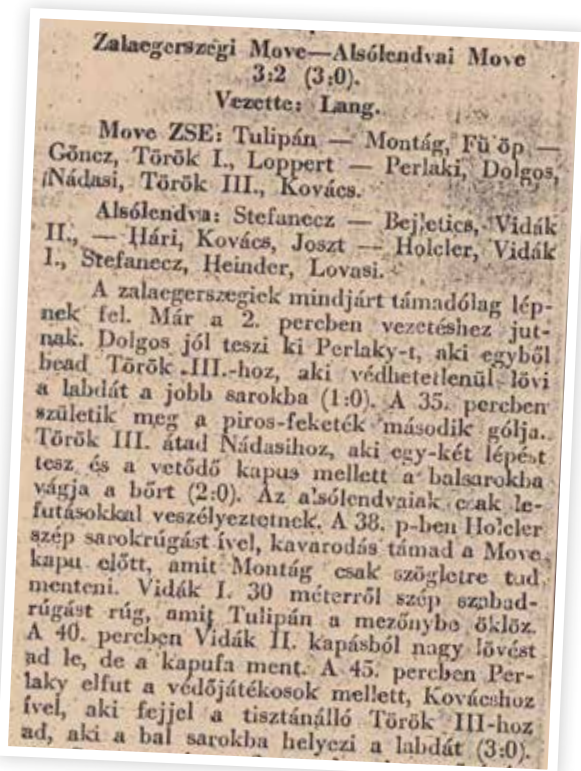 Zalaegerszegi Move—Alsólendvai Move
3:2 (3:0).
Vezette: Lang.
Move ZSE: Tulipán — Montág, Fü öp —
Göncz, Török I., Loppert — Perlaki, Dolgos,
Nádasi, Török III., Kovács.
Alsólendva: Stefanecz — Bejletics, Vidák
II., — Hári, Kovács, Joszt — Holcler, Vidák
I., Stefanecz, Heinder, Lovasi.
A zalaegerszegiek mindjárt támadólag lép-
nek fel. Már a 2. percben vezetéshez jut-
nak. Dolgos jól teszi ki Perlaky-t, aki egyből
bead Török III.-hoz, aki védhetetlenül lövi
a labdát a jobb sarokba (1:0). A 35. percben
születik meg a piros-feketék második gólja.
Török III. átad Nádasihoz, aki egy-két lépést
tesz és a vetődő kapus mellett a balsarokba
vágja a bőrt (2:0). Az alsólendvaiak csak le-
futásokkal veszélyeztetnek. A 38. p-ben Holcler
szép sarokrúgást ível, kavarodás támad a Move
kapu előtt, amit Montág csak szögletre tud
menteni. Vidák I. 30 méterről szép szabad-
rúgást rúg, amit Tulipán a mezőnybe öklöz.
A 40. percben Vidák II. kapásból nagy lövést
ad le, de a kapufa ment. A 45. percben Per-
laky elfut a védőjátékosok mellett, Kovácshoz
ível, aki fejjel a tisztánálló Török III-hoz
ad, aki a bal sarokba helyezi a labdát (3:0).